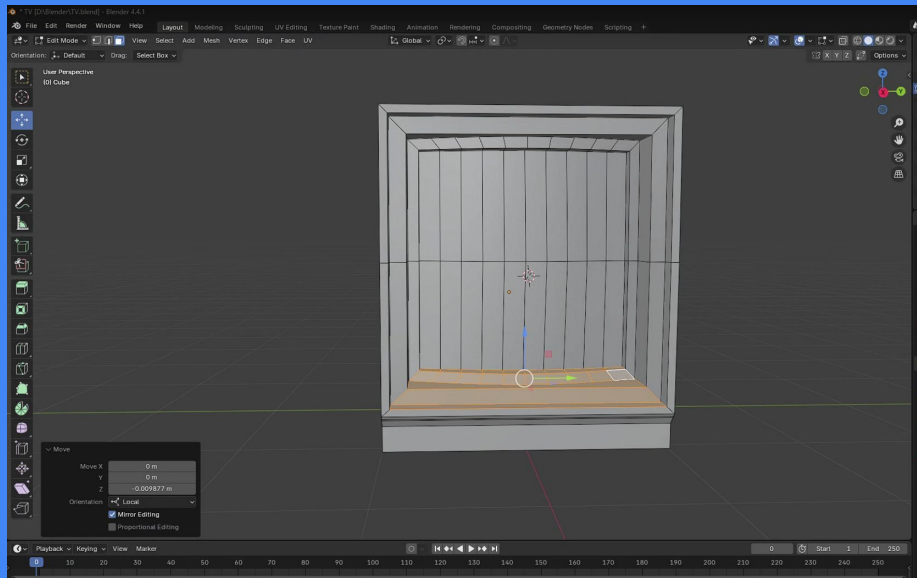 * TV [D:\Blender\TV.blend] - Blender 4.4.1
File Edit Render Window Help Layout Modeling Sculpting UV Editing Texture Paint Shading Animation Rendering Compositing Geometry Nodes Scripting +
Edit Mode View Select Add Mesh Vertex Edge Face UV Global
Orientation: Default Drag: Select Box X Y Z Options
User Perspective
(0) Cube
Z
X
Y
Move
Move X 0 m
Y 0 m
Z -0.009877 m
Orientation Local
Mirror Editing
Proportional Editing
Playback Keying View Marker 0 Start 1 End 250
0 10 20 30 40 50 60 70 80 90 100 110 120 130 140 150 160 170 180 190 200 210 220 230 240 250